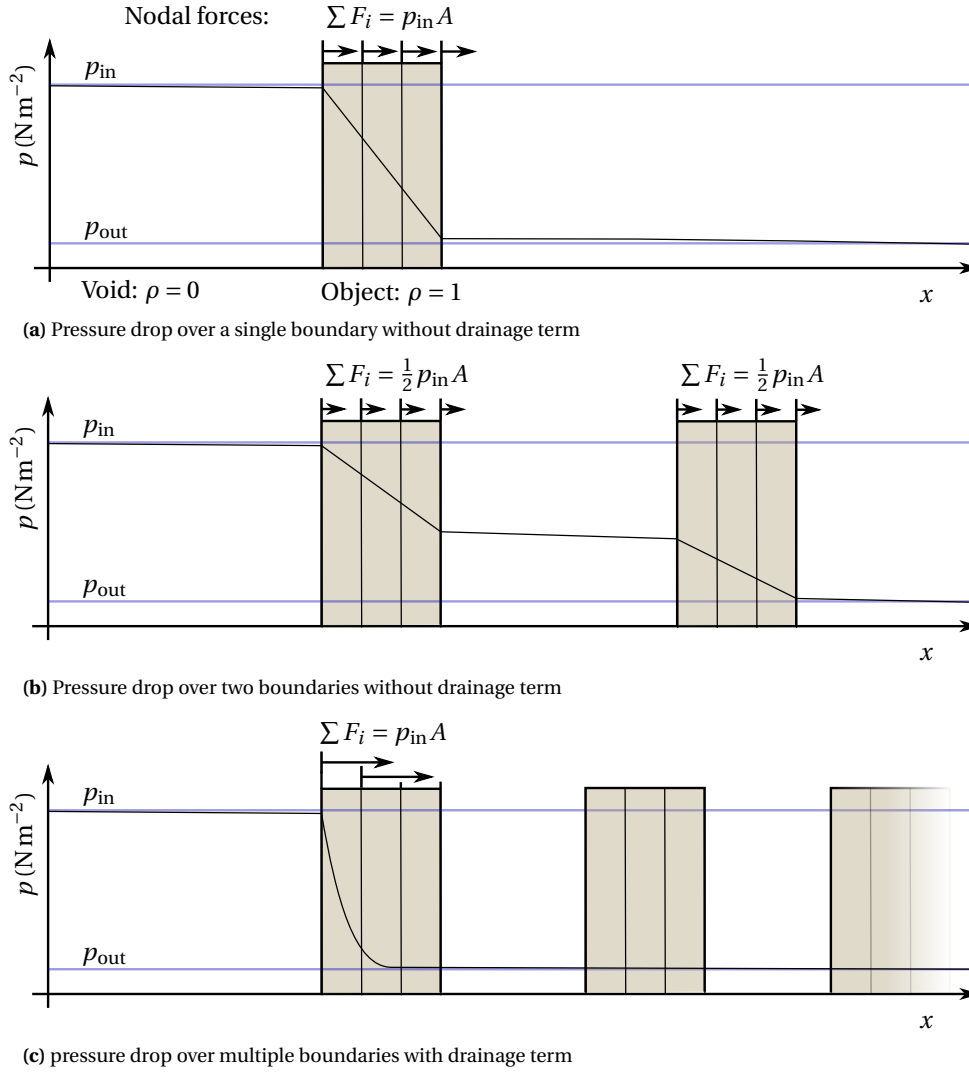 Nodal forces: ∑ F_i = p_in A
p_in
p (N m⁻²)
p_out
Void: ρ = 0 Object: ρ = 1 x
(a) Pressure drop over a single boundary without drainage term
∑ F_i = ½ p_in A ∑ F_i = ½ p_in A
p_in
p (N m⁻²)
p_out
x
(b) Pressure drop over two boundaries without drainage term
∑ F_i = p_in A
p_in
p (N m⁻²)
p_out
x
(c) pressure drop over multiple boundaries with drainage term